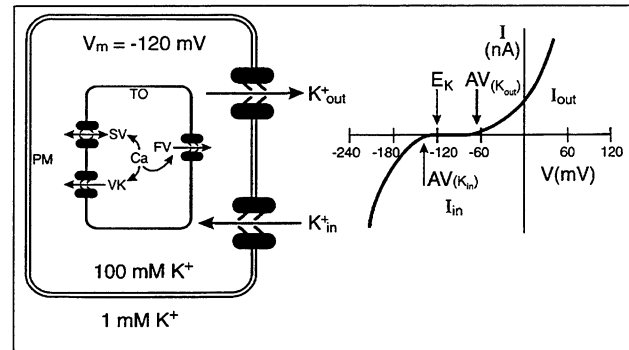 Vm = -120 mV
TO
PM
SV
Ca
FV
VK
K+out
K+in
100 mM K+
1 mM K+
I
(nA)
EK
AV(Kout)
Iout
-240 -180 -120 -60 60 120
V(mV)
AV(Kin)
Iin